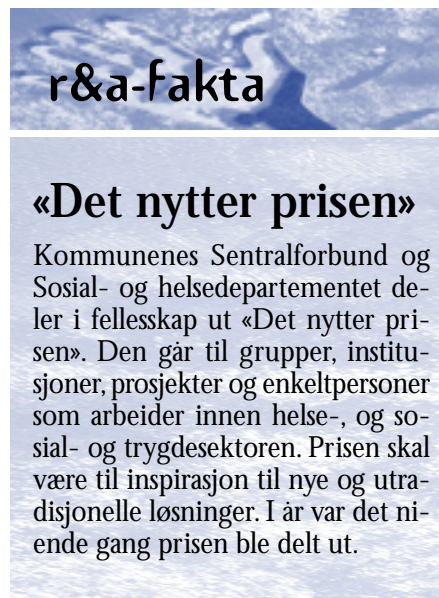 r&a-fakta
«Det nytter prisen»
Kommunenes Sentralforbund og
Sosial- og helsedepartementet de-
ler i fellesskap ut «Det nytter pri-
sen». Den går til grupper, institu-
sjoner, prosjekter og enkeltpersoner
som arbeider innen helse-, og so-
sial- og trygdesektoren. Prisen skal
være til inspirasjon til nye og utra-
disjonelle løsninger. I år var det ni-
ende gang prisen ble delt ut.